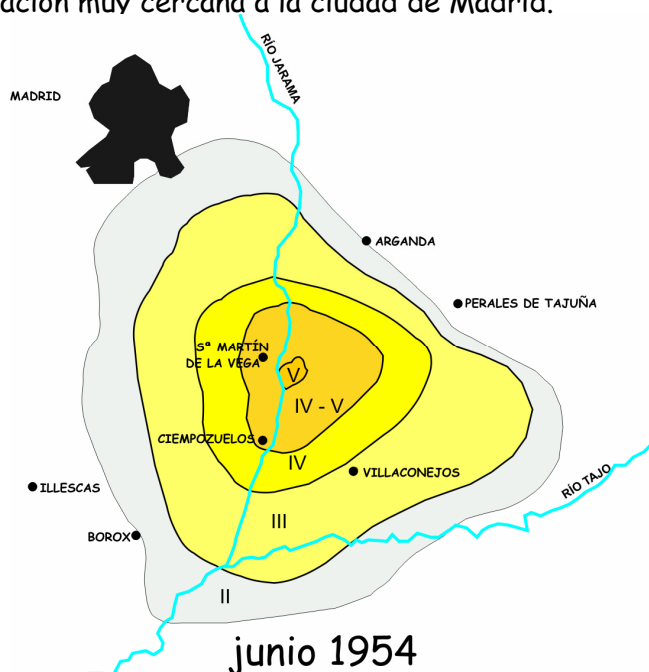 ación muy cercana a la ciudad de Madrid.
RÍO JARAMA
MADRID
ARGANDA
PERALES DE TAJUÑA
Sª MARTÍN
DE LA VEGA
V
IV - V
CIEMPOZUELOS
IV
VILLACONEJOS
RÍO TAJO
ILLESCAS
III
BOROX
II
junio 1954